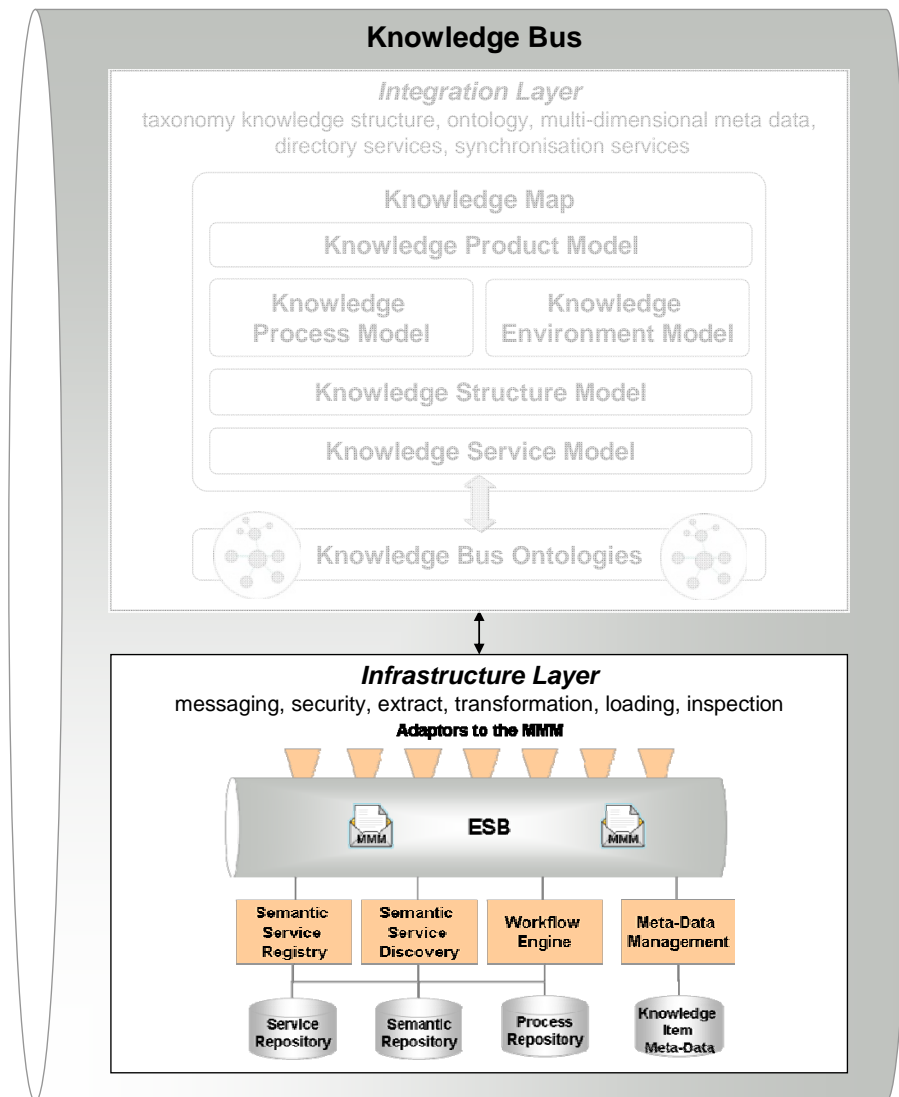 Knowledge Bus
Integration Layer
taxonomy knowledge structure, ontology, multi-dimensional meta data,
directory services, synchronisation services
Knowledge Map
Knowledge Product Model
Knowledge
Process Model
Knowledge
Environment Model
Knowledge Structure Model
Knowledge Service Model
Knowledge Bus Ontologies
Infrastructure Layer
messaging, security, extract, transformation, loading, inspection
Adaptors to the MMM
MMM
ESB
MMM
Semantic
Service
Registry
Semantic
Service
Discovery
Workflow
Engine
Meta-Data
Management
Service
Repository
Semantic
Repository
Process
Repository
Knowledge
Item
Meta-Data